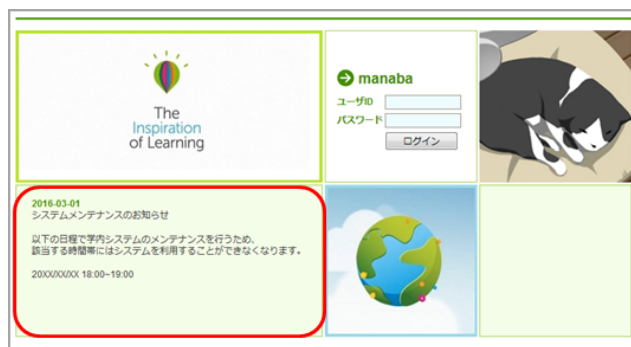 The
Inspiration
of Learning
manaba
ユーザID
パスワード
ログイン
2016-03-01
システムメンテナンスのお知らせ
以下の日程で学内システムのメンテナンスを行うため、
該当する時間帯にはシステムを利用することができなくなります。
20XX/XX/XX 18:00~19:00